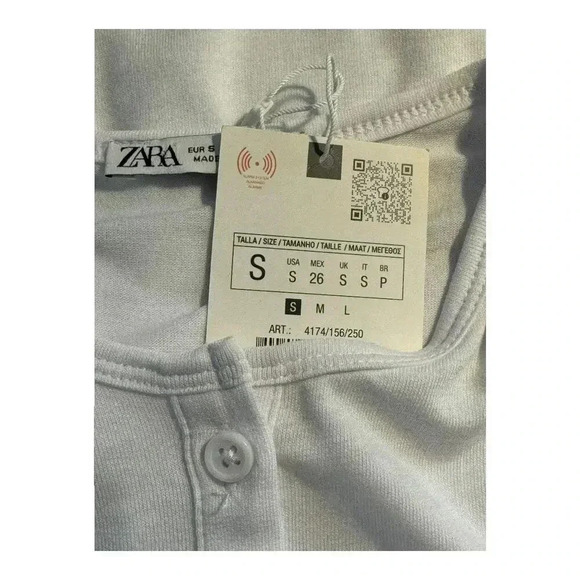 ZARA
EUR S
MADE
TALLA / SIZE / TAMANHO / TAILLE / MAAT / ΜΕΓΕΘΟΣ
S
USA MEX UK IT BR
S 26 S S P
S M L
ART.: 4174/156/250